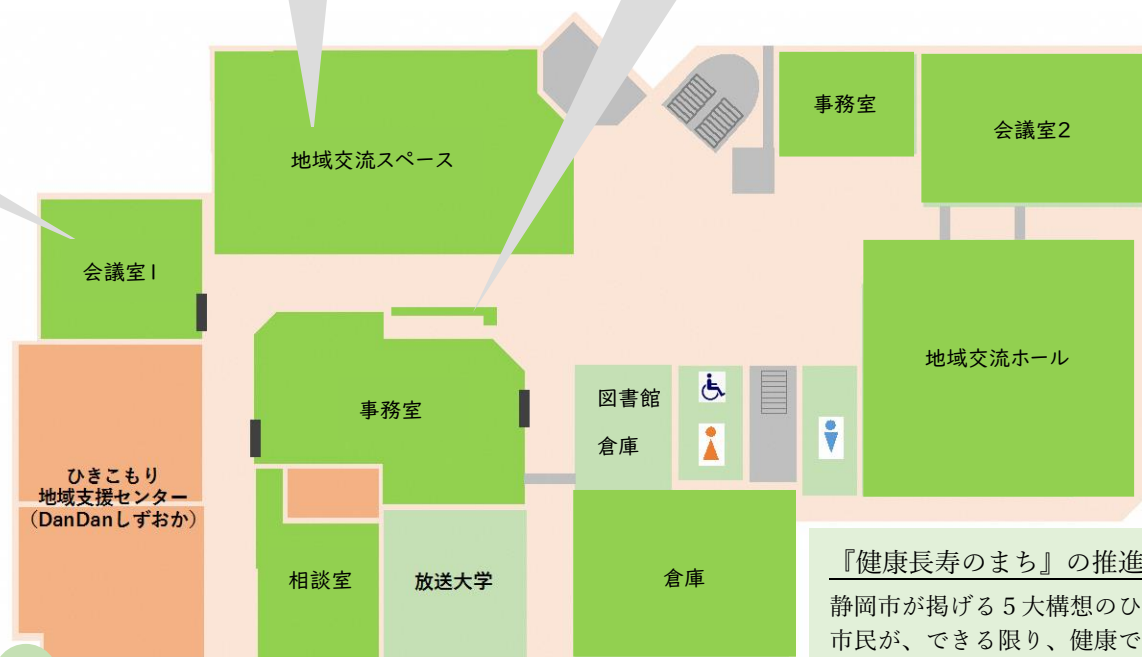 事務室
会議室2
地域交流スペース
会議室1
地域交流ホール
図書館
倉庫
事務室
ひきこもり
地域支援センター
（DanDanしずおか）
相談室
放送大学
倉庫
『健康長寿のまち』の推進
静岡市が掲げる５大構想のひ
市民が、できる限り、健康で